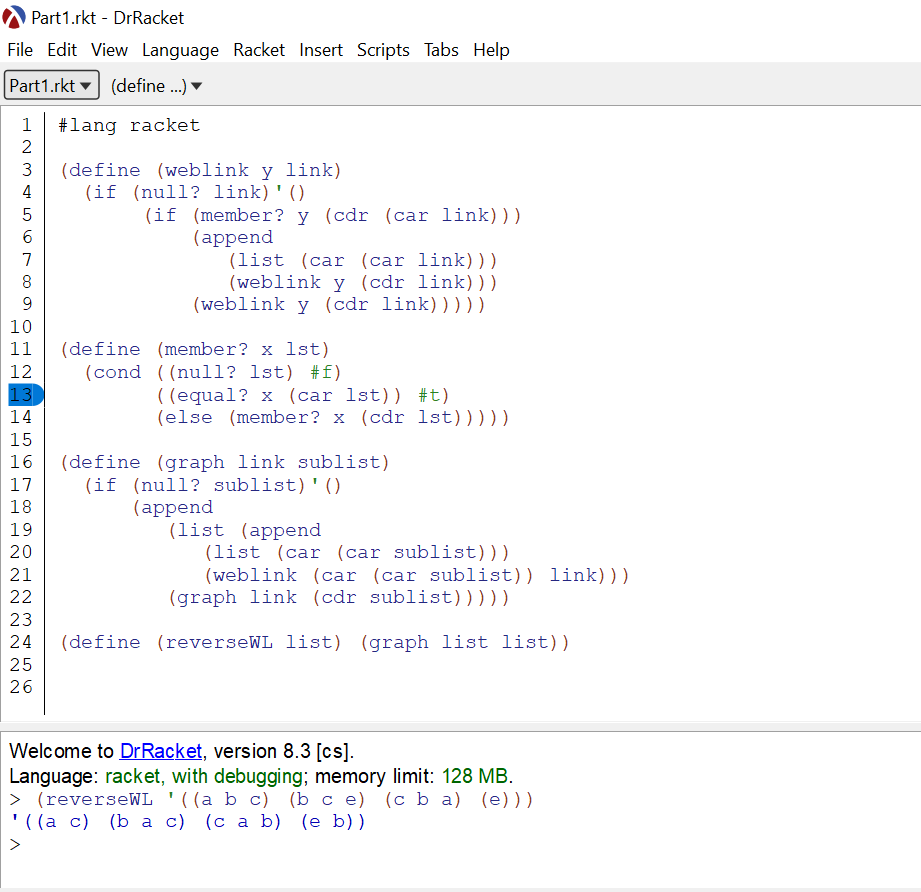 Part1.rkt - DrRacket
File Edit View Language Racket Insert Scripts Tabs Help
Part1.rkt▼ (define ...)▼
1 #lang racket
2
3 (define (weblink y link)
4   (if (null? link)'()
5        (if (member? y (cdr (car link)))
6            (append
7               (list (car (car link)))
8               (weblink y (cdr link)))
9            (weblink y (cdr link)))))
10
11 (define (member? x lst)
12   (cond ((null? lst) #f)
13         ((equal? x (car lst)) #t)
14         (else (member? x (cdr lst)))))
15
16 (define (graph link sublist)
17   (if (null? sublist)'()
18       (append
19          (list (append
20             (list (car (car sublist)))
21             (weblink (car (car sublist)) link)))
22          (graph link (cdr sublist)))))
23
24 (define (reverseWL list) (graph list list))
25
26
Welcome to DrRacket, version 8.3 [cs].
Language: racket, with debugging; memory limit: 128 MB.
> (reverseWL '((a b c) (b c e) (c b a) (e)))
'((a c) (b a c) (c a b) (e b))
>